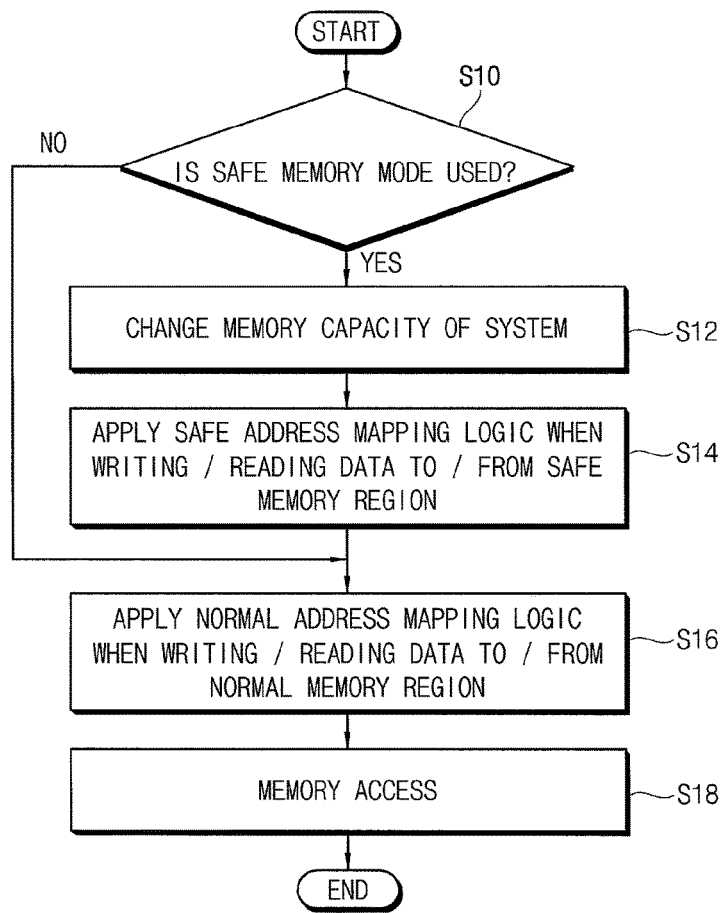 START
S10
NO
IS SAFE MEMORY MODE USED?
YES
CHANGE MEMORY CAPACITY OF SYSTEM
S12
APPLY SAFE ADDRESS MAPPING LOGIC WHEN
WRITING / READING DATA TO / FROM SAFE
MEMORY REGION
S14
APPLY NORMAL ADDRESS MAPPING LOGIC
WHEN WRITING / READING DATA TO / FROM
NORMAL MEMORY REGION
S16
MEMORY ACCESS
S18
END